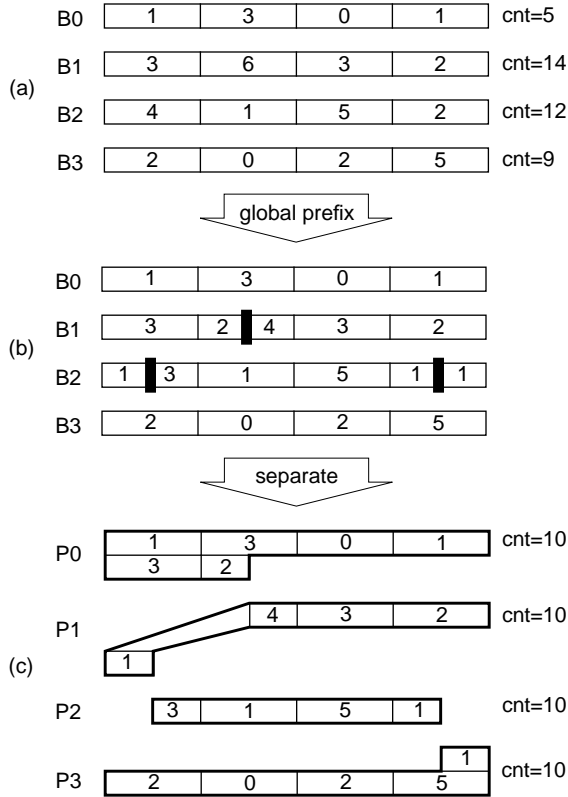 B0 1 3 0 1 cnt=5
B1 3 6 3 2 cnt=14
(a)
B2 4 1 5 2 cnt=12
B3 2 0 2 5 cnt=9
global prefix
B0 1 3 0 1
B1 3 2 4 3 2
(b)
B2 1 3 1 5 1 1
B3 2 0 2 5
separate
P0 1 3 0 1 cnt=10
3 2
P1 4 3 2 cnt=10
1
(c)
P2 3 1 5 1 cnt=10
1 cnt=10
P3 2 0 2 5